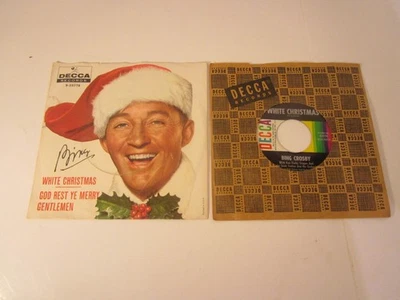 DECCA
RECORDS
Bing
WHITE CHRISTMAS
GOD REST YE MERRY
GENTLEMEN
DECCA
RECORDS
WHITE CHRISTMAS
DECCA
BING CROSBY